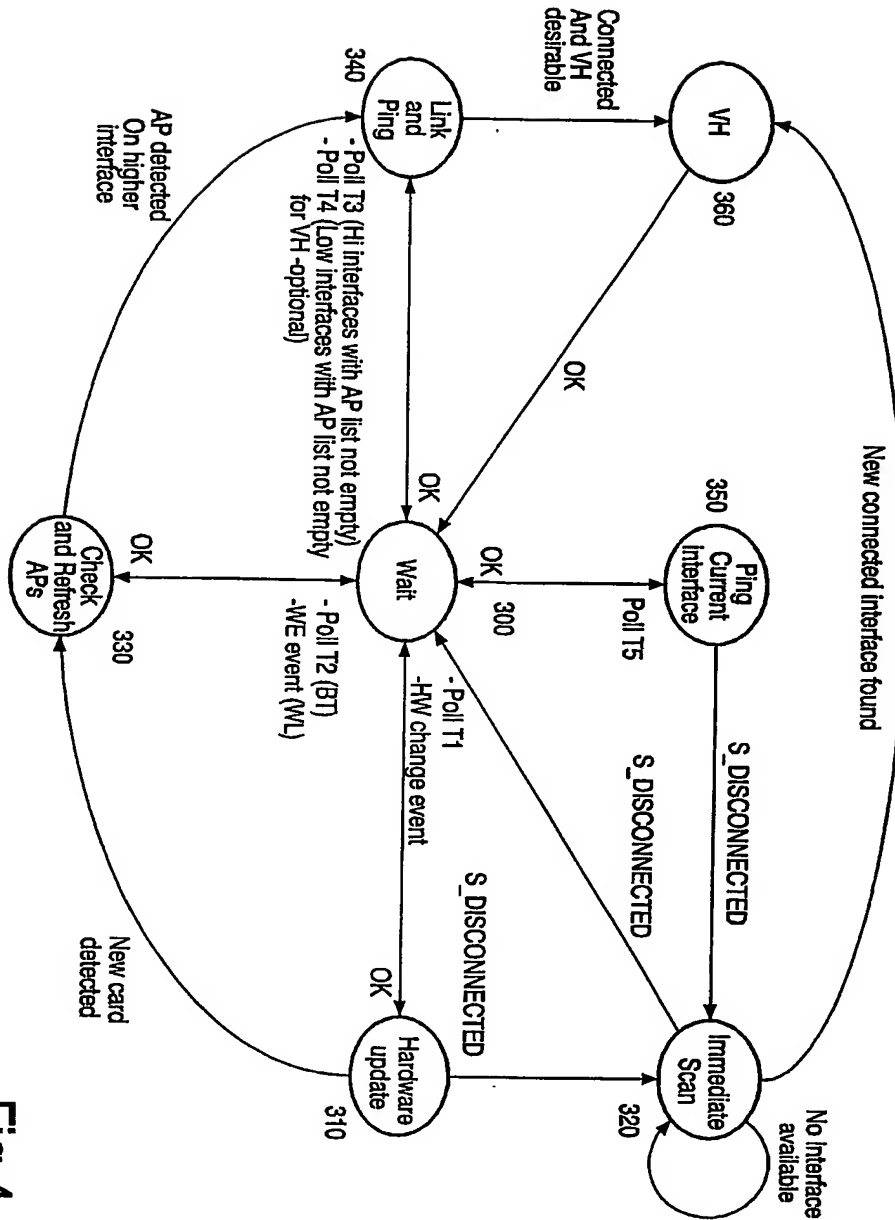 New connected interface found
No Interface
available
VH
360
Connected
And VH
desirable
Ping
Current
Interface
350
Poll T5
S_DISCONNECTED
Immediate
Scan
320
OK
S_DISCONNECTED
OK
300
S_DISCONNECTED
Link
and
Ping
340
OK
Wait
- Poll T1
-HW change event
OK
Hardware
update
310
- Poll T3 (Hi interfaces with AP list not empty)
- Poll T4 (Low interfaces with AP list not empty
for VH -optional)
- Poll T2 (BT)
-WE event (WL)
AP detected
On higher
interface
OK
Check
and Refresh
APs
330
New card
detected
Fig.4